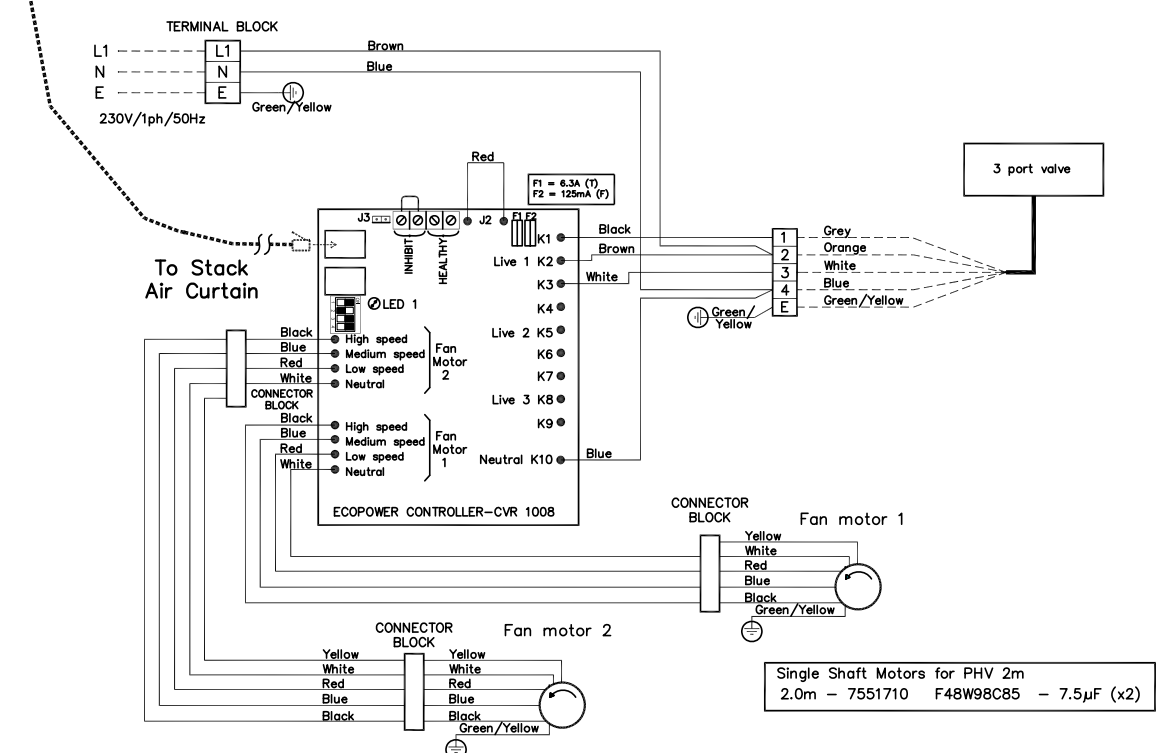 TERMINAL BLOCK
L1 L1 Brown
N N Blue
E E Green/Yellow
230V/1ph/50Hz
Red
F1 = 6.3A (T)
F2 = 125mA (F)
J3 J2 F1 F2
INHIBIT
HEALTHY
To Stack
Air Curtain
LED 1
K1 Black
Live 1 K2 Brown
K3 White
K4
Live 2 K5
K6
K7
Live 3 K8
K9
Neutral K10 Blue
3 port valve
1 Grey
2 Orange
3 White
4 Blue
E Green/Yellow
Green/
Yellow
Black High speed
Blue Medium speed
Red Low speed
White Neutral
Fan
Motor
2
CONNECTOR
BLOCK
Black High speed
Blue Medium speed
Red Low speed
White Neutral
Fan
Motor
1
ECOPOWER CONTROLLER-CVR 1008
CONNECTOR
BLOCK
Fan motor 1
Yellow
White
Red
Blue
Black
Green/Yellow
CONNECTOR
BLOCK
Fan motor 2
Yellow Yellow
White White
Red Red
Blue Blue
Black Black
Green/Yellow
Single Shaft Motors for PHV 2m
2.0m - 7551710 F48W98C85 - 7.5µF (x2)